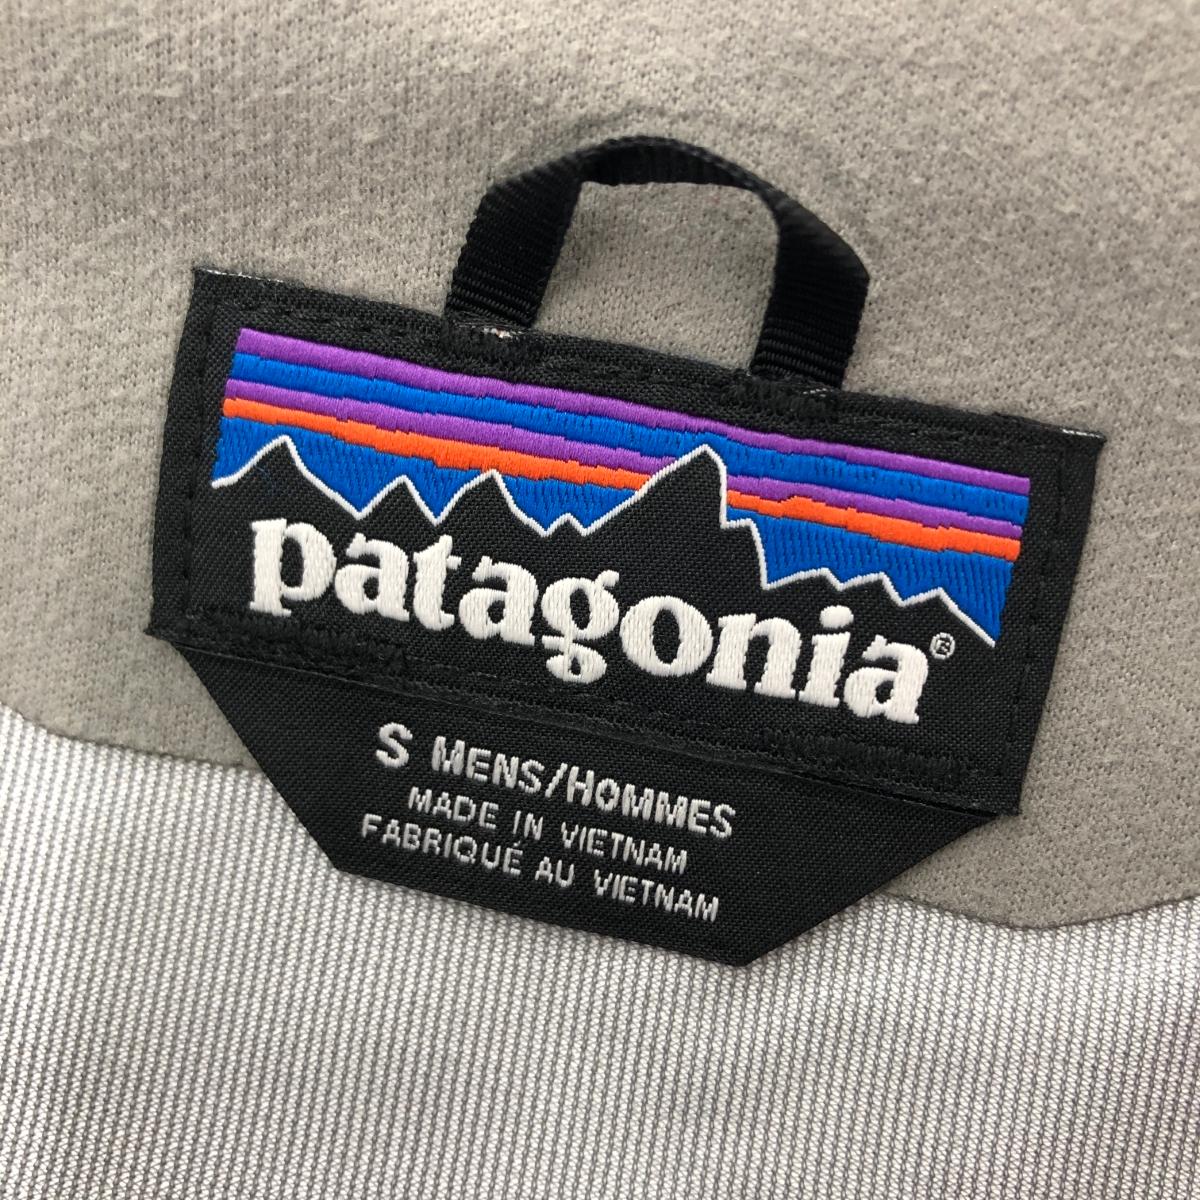 patagonia®
S MENS/HOMMES
MADE IN VIETNAM
FABRIQUÉ AU VIETNAM